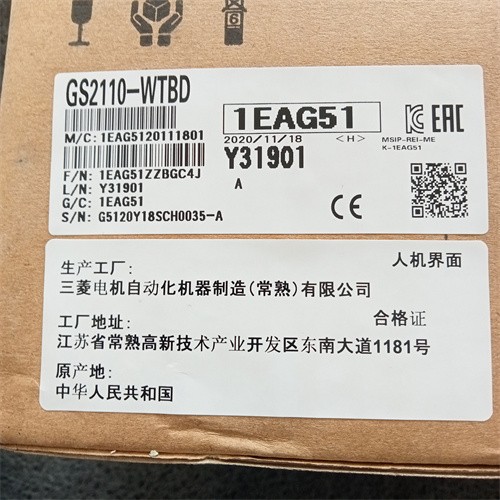 6
GS2110-WTBD
1EAG51
2020/11/18 <H>
M/C: 1EAG5120111801
Y31901
A
F/N: 1EAG51ZZBGC4J
L/N: Y31901
G/C: 1EAG51
S/N: G5120Y18SCH0035-A
EAC
MSIP-REI-ME
K-1EAG51
CE
生产工厂:
人机界面
三菱电机自动化机器制造(常熟)有限公司
工厂地址:
合格证
江苏省常熟高新技术产业开发区东南大道1181号
原产地:
中华人民共和国